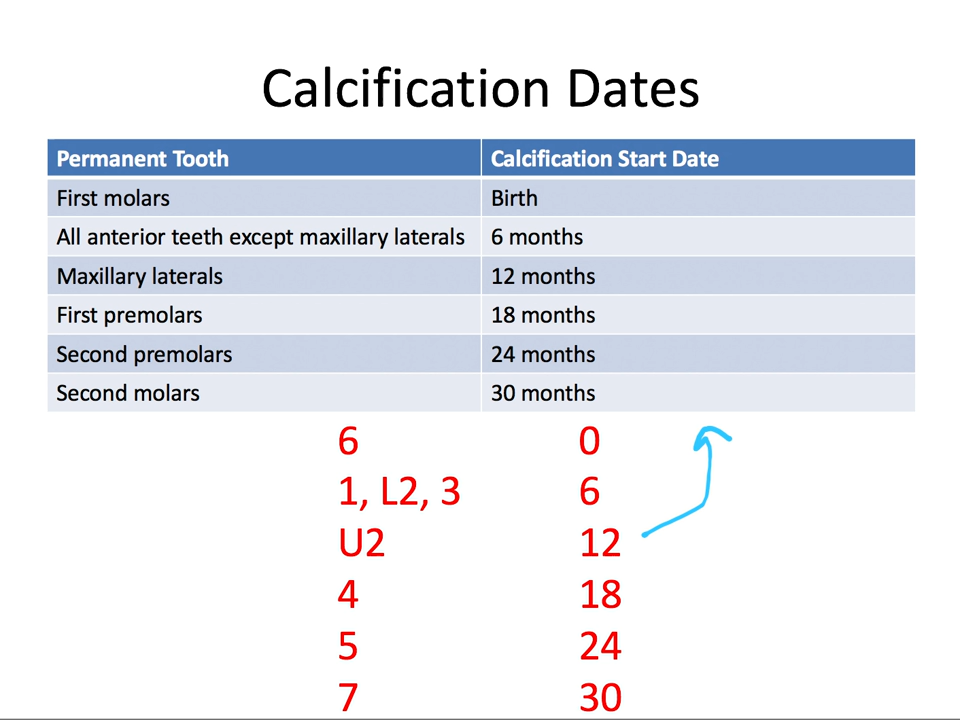 Calcification Dates
Permanent Tooth Calcification Start Date
First molars Birth
All anterior teeth except maxillary laterals 6 months
Maxillary laterals 12 months
First premolars 18 months
Second premolars 24 months
Second molars 30 months
6 0
1, L2, 3 6
U2 12
4 18
5 24
7 30